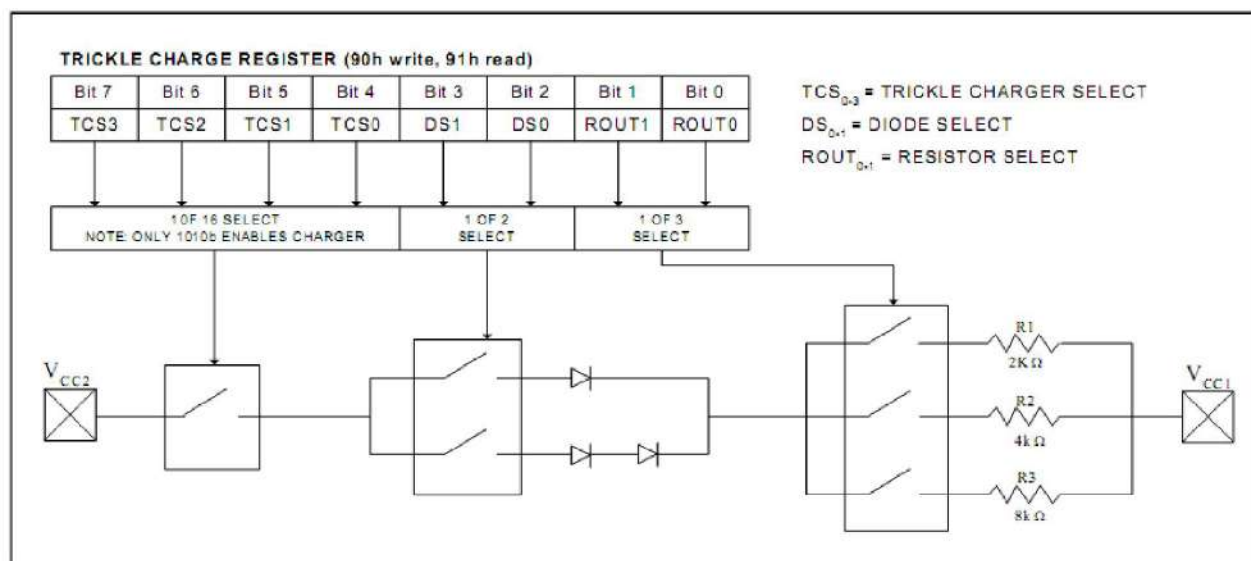 TRICKLE CHARGE REGISTER (90h write, 91h read)
Bit 7 Bit 6 Bit 5 Bit 4 Bit 3 Bit 2 Bit 1 Bit 0
TCS3 TCS2 TCS1 TCS0 DS1 DS0 ROUT1 ROUT0
TCS0-3 = TRICKLE CHARGER SELECT
DS0-1 = DIODE SELECT
ROUT0-1 = RESISTOR SELECT
1 OF 16 SELECT
NOTE: ONLY 1010b ENABLES CHARGER
1 OF 2
SELECT
1 OF 3
SELECT
VCC2
R1
2KΩ
R2
4kΩ
R3
8kΩ
VCC1